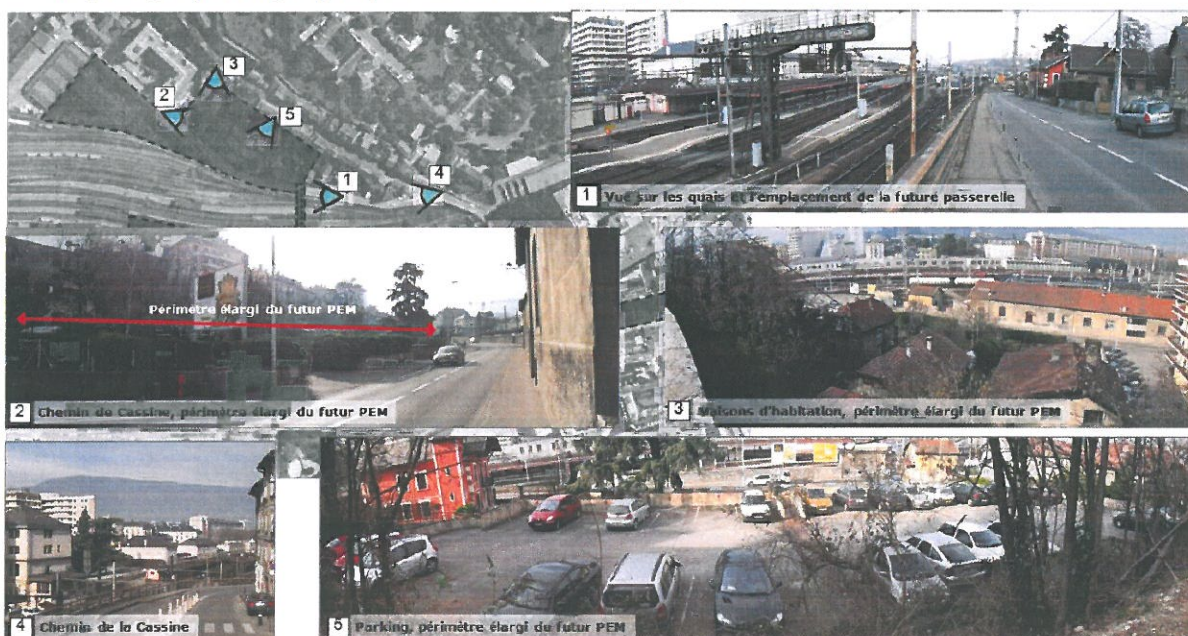 3
2
5
1
4
1 Vue sur les quais et l'emplacement de la future passerelle
Périmètre élargi du futur PEM
2 Chemin de Cassine, périmètre élargi du futur PEM
3 Maisons d'habitation, périmètre élargi du futur PEM
4 Chemin de la Cassine
5 Parking, périmètre élargi du futur PEM